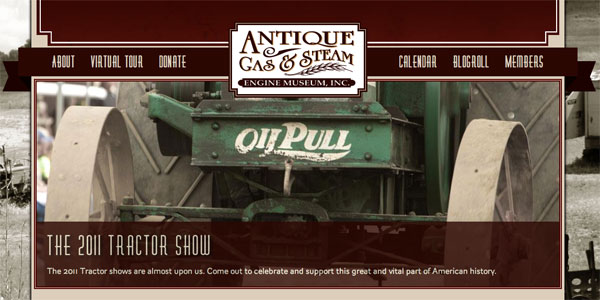 ANTIQUE
GAS & STEAM
ENGINE MUSEUM, INC.
ABOUT VIRTUAL TOUR DONATE
CALENDAR BLOGROLL MEMBERS
OILPULL
THE 2011 TRACTOR SHOW
The 2011 Tractor shows are almost upon us. Come out to celebrate and support this great and vital part of American history.